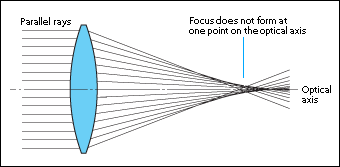 Parallel rays
Focus does not form at
one point on the optical axis
Optical
axis